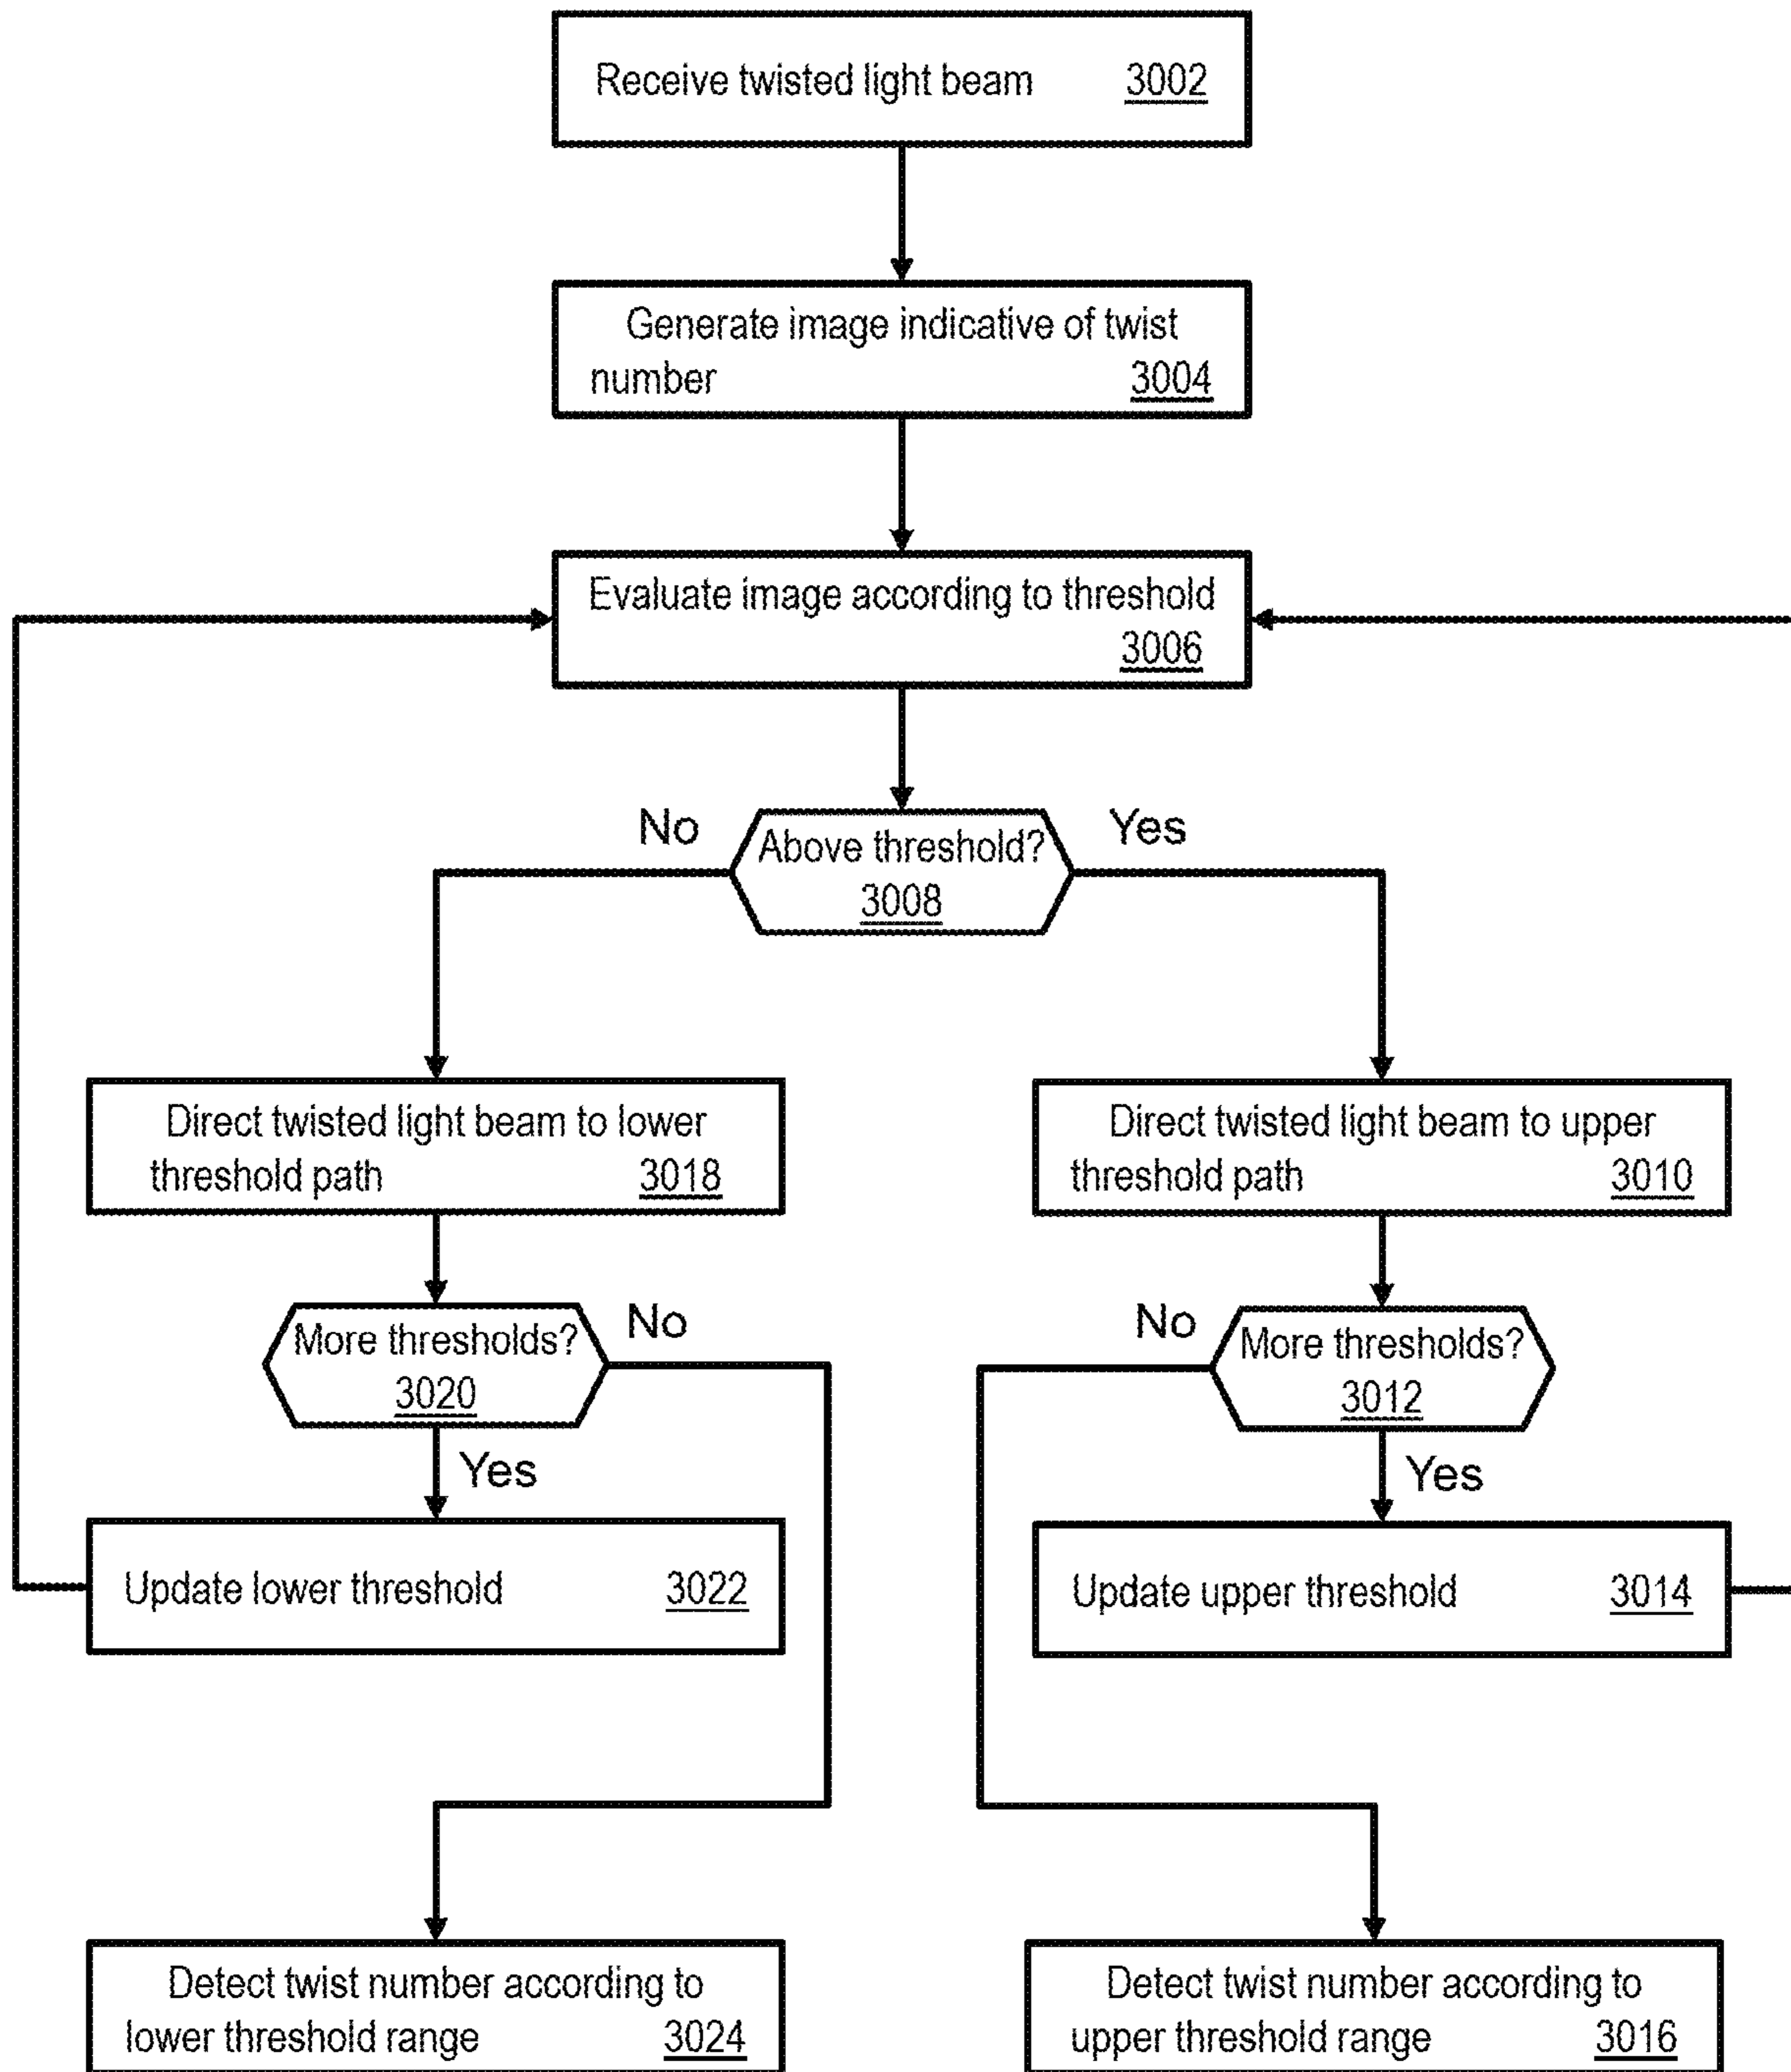 Receive twisted light beam 3002
Generate image indicative of twist
number 3004
Evaluate image according to threshold
3006
No
Above threshold?
3008
Yes
Direct twisted light beam to lower
threshold path 3018
Direct twisted light beam to upper
threshold path 3010
More thresholds?
3020
No
Yes
No
More thresholds?
3012
Yes
Update lower threshold 3022
Update upper threshold 3014
Detect twist number according to
lower threshold range 3024
Detect twist number according to
upper threshold range 3016